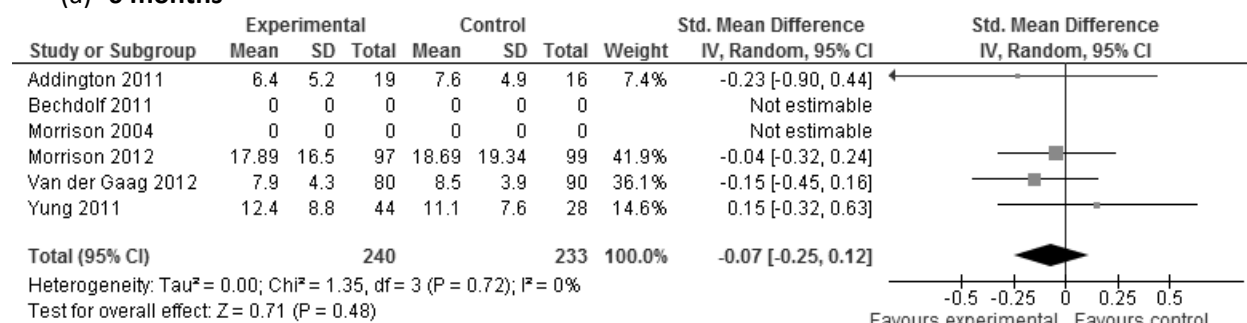 (a) 6 months
Experimental Control Std. Mean Difference Std. Mean Difference
Study or Subgroup Mean SD Total Mean SD Total Weight IV, Random, 95% CI IV, Random, 95% CI
Addington 2011 6.4 5.2 19 7.6 4.9 16 7.4% -0.23 [-0.90, 0.44]
Bechdolf 2011 0 0 0 0 0 0 Not estimable
Morrison 2004 0 0 0 0 0 0 Not estimable
Morrison 2012 17.89 16.5 97 18.69 19.34 99 41.9% -0.04 [-0.32, 0.24]
Van der Gaag 2012 7.9 4.3 80 8.5 3.9 90 36.1% -0.15 [-0.45, 0.16]
Yung 2011 12.4 8.8 44 11.1 7.6 28 14.6% 0.15 [-0.32, 0.63]
Total (95% CI) 240 233 100.0% -0.07 [-0.25, 0.12]
Heterogeneity: Tau² = 0.00; Chi² = 1.35, df = 3 (P = 0.72); I² = 0%
Test for overall effect: Z = 0.71 (P = 0.48)
-0.5 -0.25 0 0.25 0.5
Favours experimental Favours control